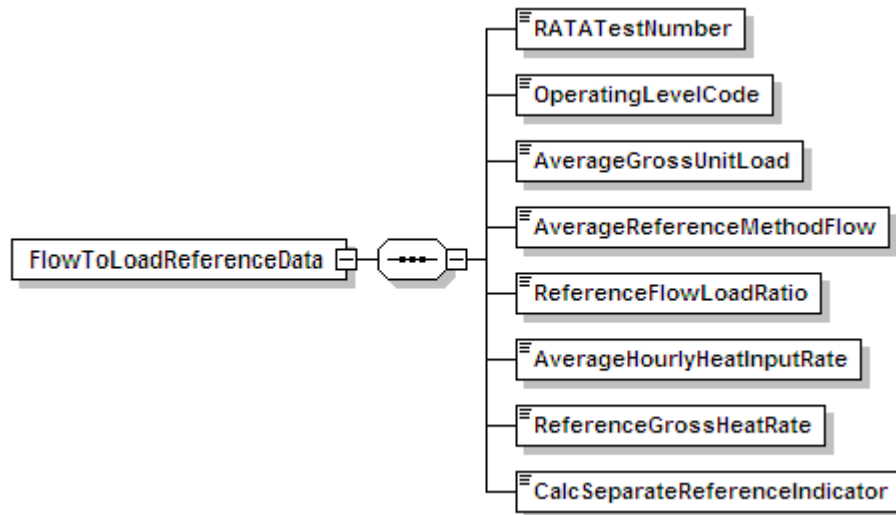 RATATestNumber
OperatingLevelCode
AverageGrossUnitLoad
AverageReferenceMethodFlow
FlowToLoadReferenceData
ReferenceFlowLoadRatio
AverageHourlyHeatInputRate
ReferenceGrossHeatRate
CalcSeparateReferenceIndicator